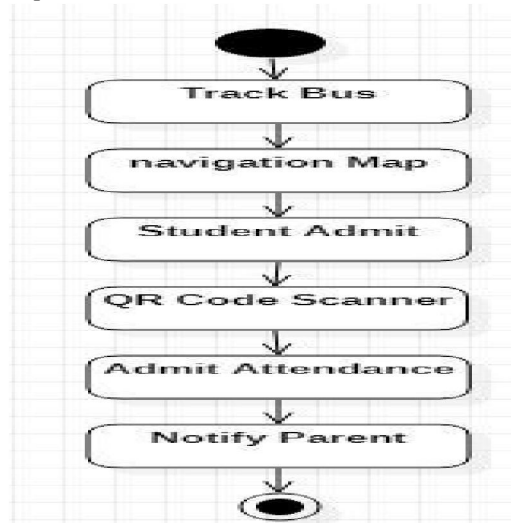 Track Bus
navigation Map
Student Admit
QR Code Scanner
Admit Attendance
Notify Parent